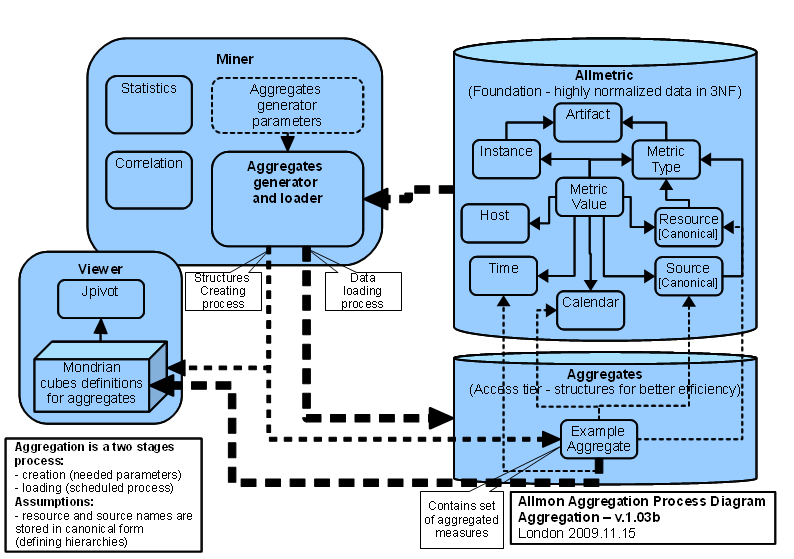 Miner
Statistics
Aggregates
generator
parameters
Correlation
Aggregates
generator
and loader
Structures
Creating
process
Data
loading
process
Viewer
Jpivot
Mondrian
cubes definitions
for aggregates
Allmetric
(Foundation - highly normalized data in 3NF)
Artifact
Instance
Metric
Type
Metric
Value
Host
Resource
[Canonical]
Time
Source
[Canonical]
Calendar
Aggregates
(Access tier - structures for better efficiency)
Example
Aggregate
Contains set
of aggregated
measures
Aggregation is a two stages
process:
- creation (needed parameters)
- loading (scheduled process)
Assumptions:
- resource and source names are
stored in canonical form
(defining hierarchies)
Allmon Aggregation Process Diagram
Aggregation – v.1.03b
London 2009.11.15